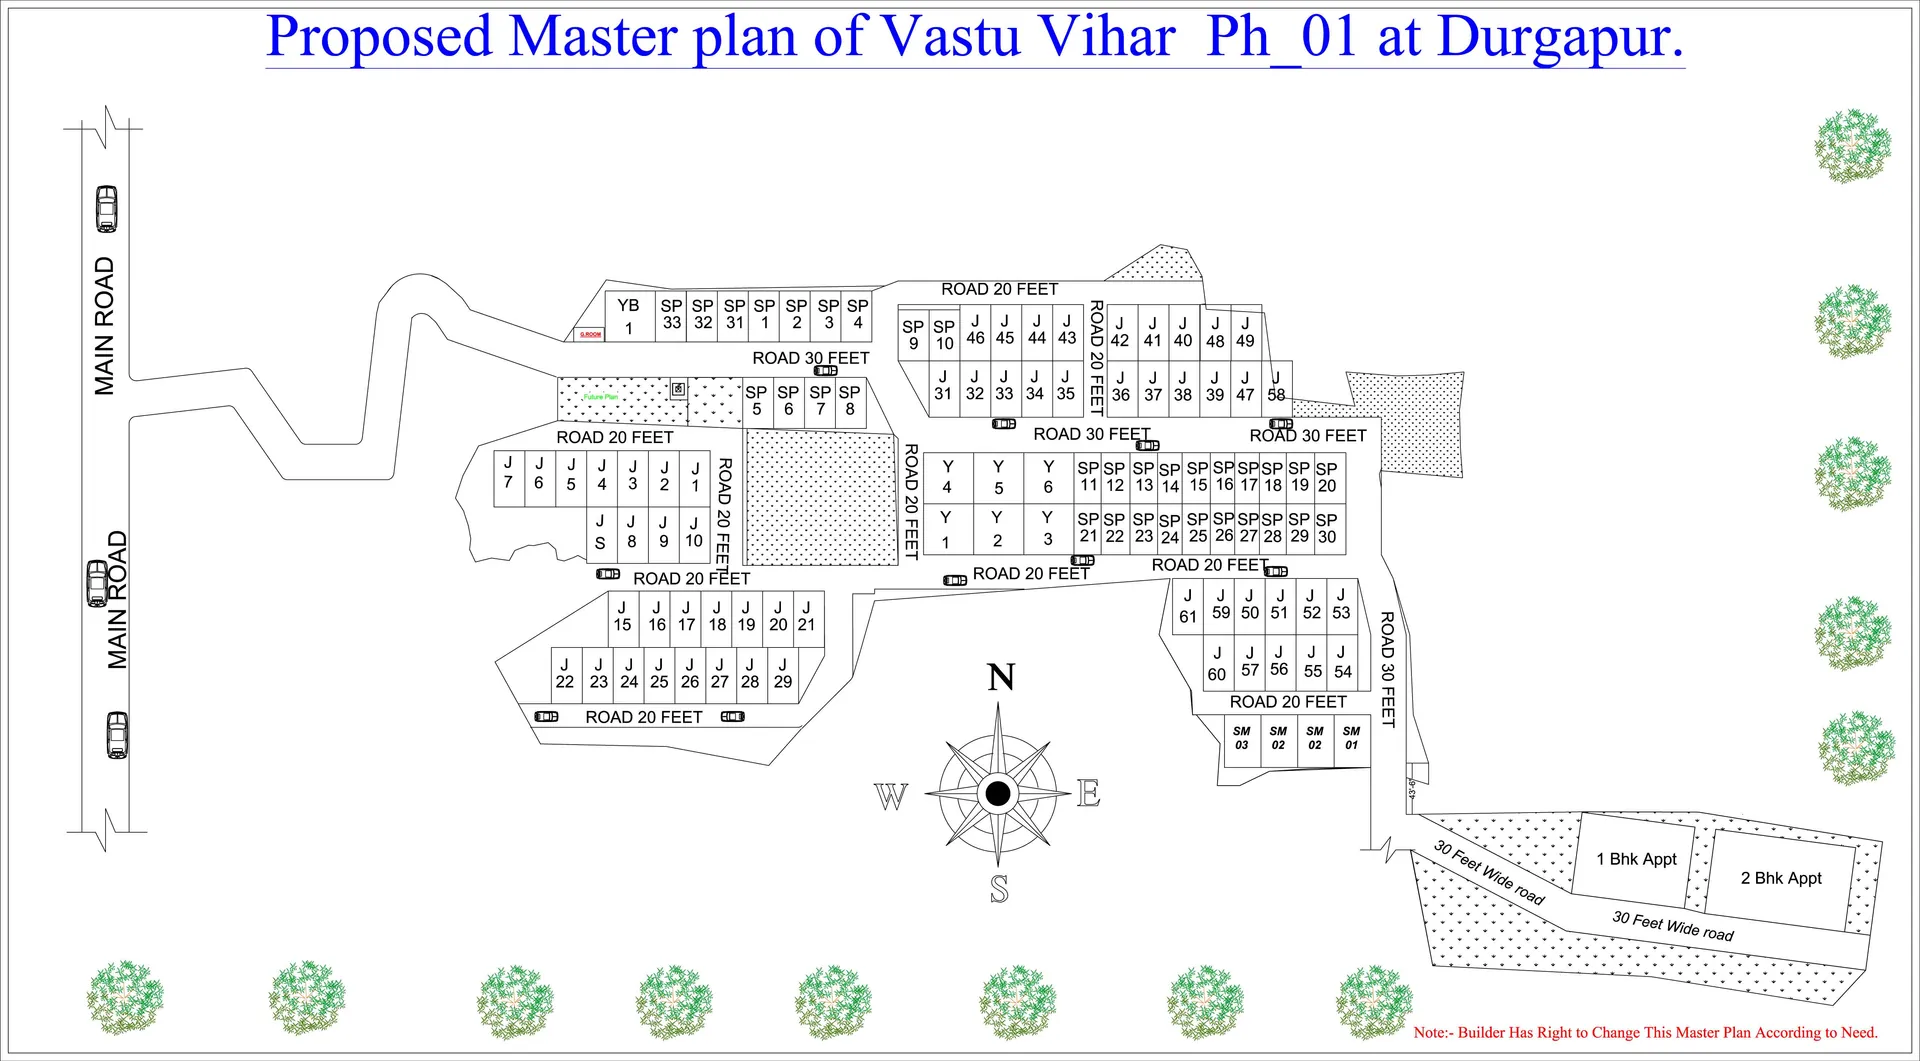 Proposed Master plan of Vastu Vihar Ph_01 at Durgapur.
MAIN ROAD
MAIN ROAD
ROAD 20 FEET
YB 1
SP 33
SP 32
SP 31
SP 1
SP 2
SP 3
SP 4
G.ROOM
ROAD 30 FEET
SP 9
SP 10
J 46
J 45
J 44
J 43
ROAD 20 FEET
J 42
J 41
J 40
J 48
J 49
J 31
J 32
J 33
J 34
J 35
J 36
J 37
J 38
J 39
J 47
J 58
Future Plan
SP 5
SP 6
SP 7
SP 8
ROAD 20 FEET
ROAD 30 FEET
ROAD 30 FEET
J 7
J 6
J 5
J 4
J 3
J 2
J 1
ROAD 20 FEET
ROAD 20 FEET
J S
J 8
J 9
J 10
Y 4
Y 5
Y 6
SP 11
SP 12
SP 13
SP 14
SP 15
SP 16
SP 17
SP 18
SP 19
SP 20
Y 1
Y 2
Y 3
SP 21
SP 22
SP 23
SP 24
SP 25
SP 26
SP 27
SP 28
SP 29
SP 30
ROAD 20 FEET
ROAD 20 FEET
ROAD 20 FEET
J 15
J 16
J 17
J 18
J 19
J 20
J 21
J 61
J 59
J 50
J 51
J 52
J 53
ROAD 30 FEET
J 22
J 23
J 24
J 25
J 26
J 27
J 28
J 29
J 60
J 57
J 56
J 55
J 54
ROAD 20 FEET
ROAD 20 FEET
SM 03
SM 02
SM 02
SM 01
N
W
E
S
43'-6"
30 Feet Wide road
1 Bhk Appt
2 Bhk Appt
30 Feet Wide road
Note:- Builder Has Right to Change This Master Plan According to Need.